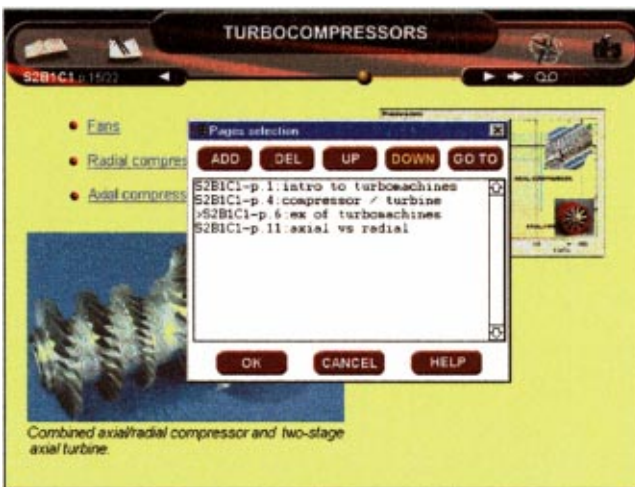 TURBOCOMPRESSORS
S2B1C1 p.15/22
Fans
Radial compres
Axial compress
Pages selection
ADD DEL UP DOWN GO TO
S2B1C1-p.1:intro to turbomachines
S2B1C1-p.4:compressor / turbine
>S2B1C1-p.6:ex of turbomachines
S2B1C1-p.11:axial vs radial
OK CANCEL HELP
Combined axial/radial compressor and two-stage
axial turbine.